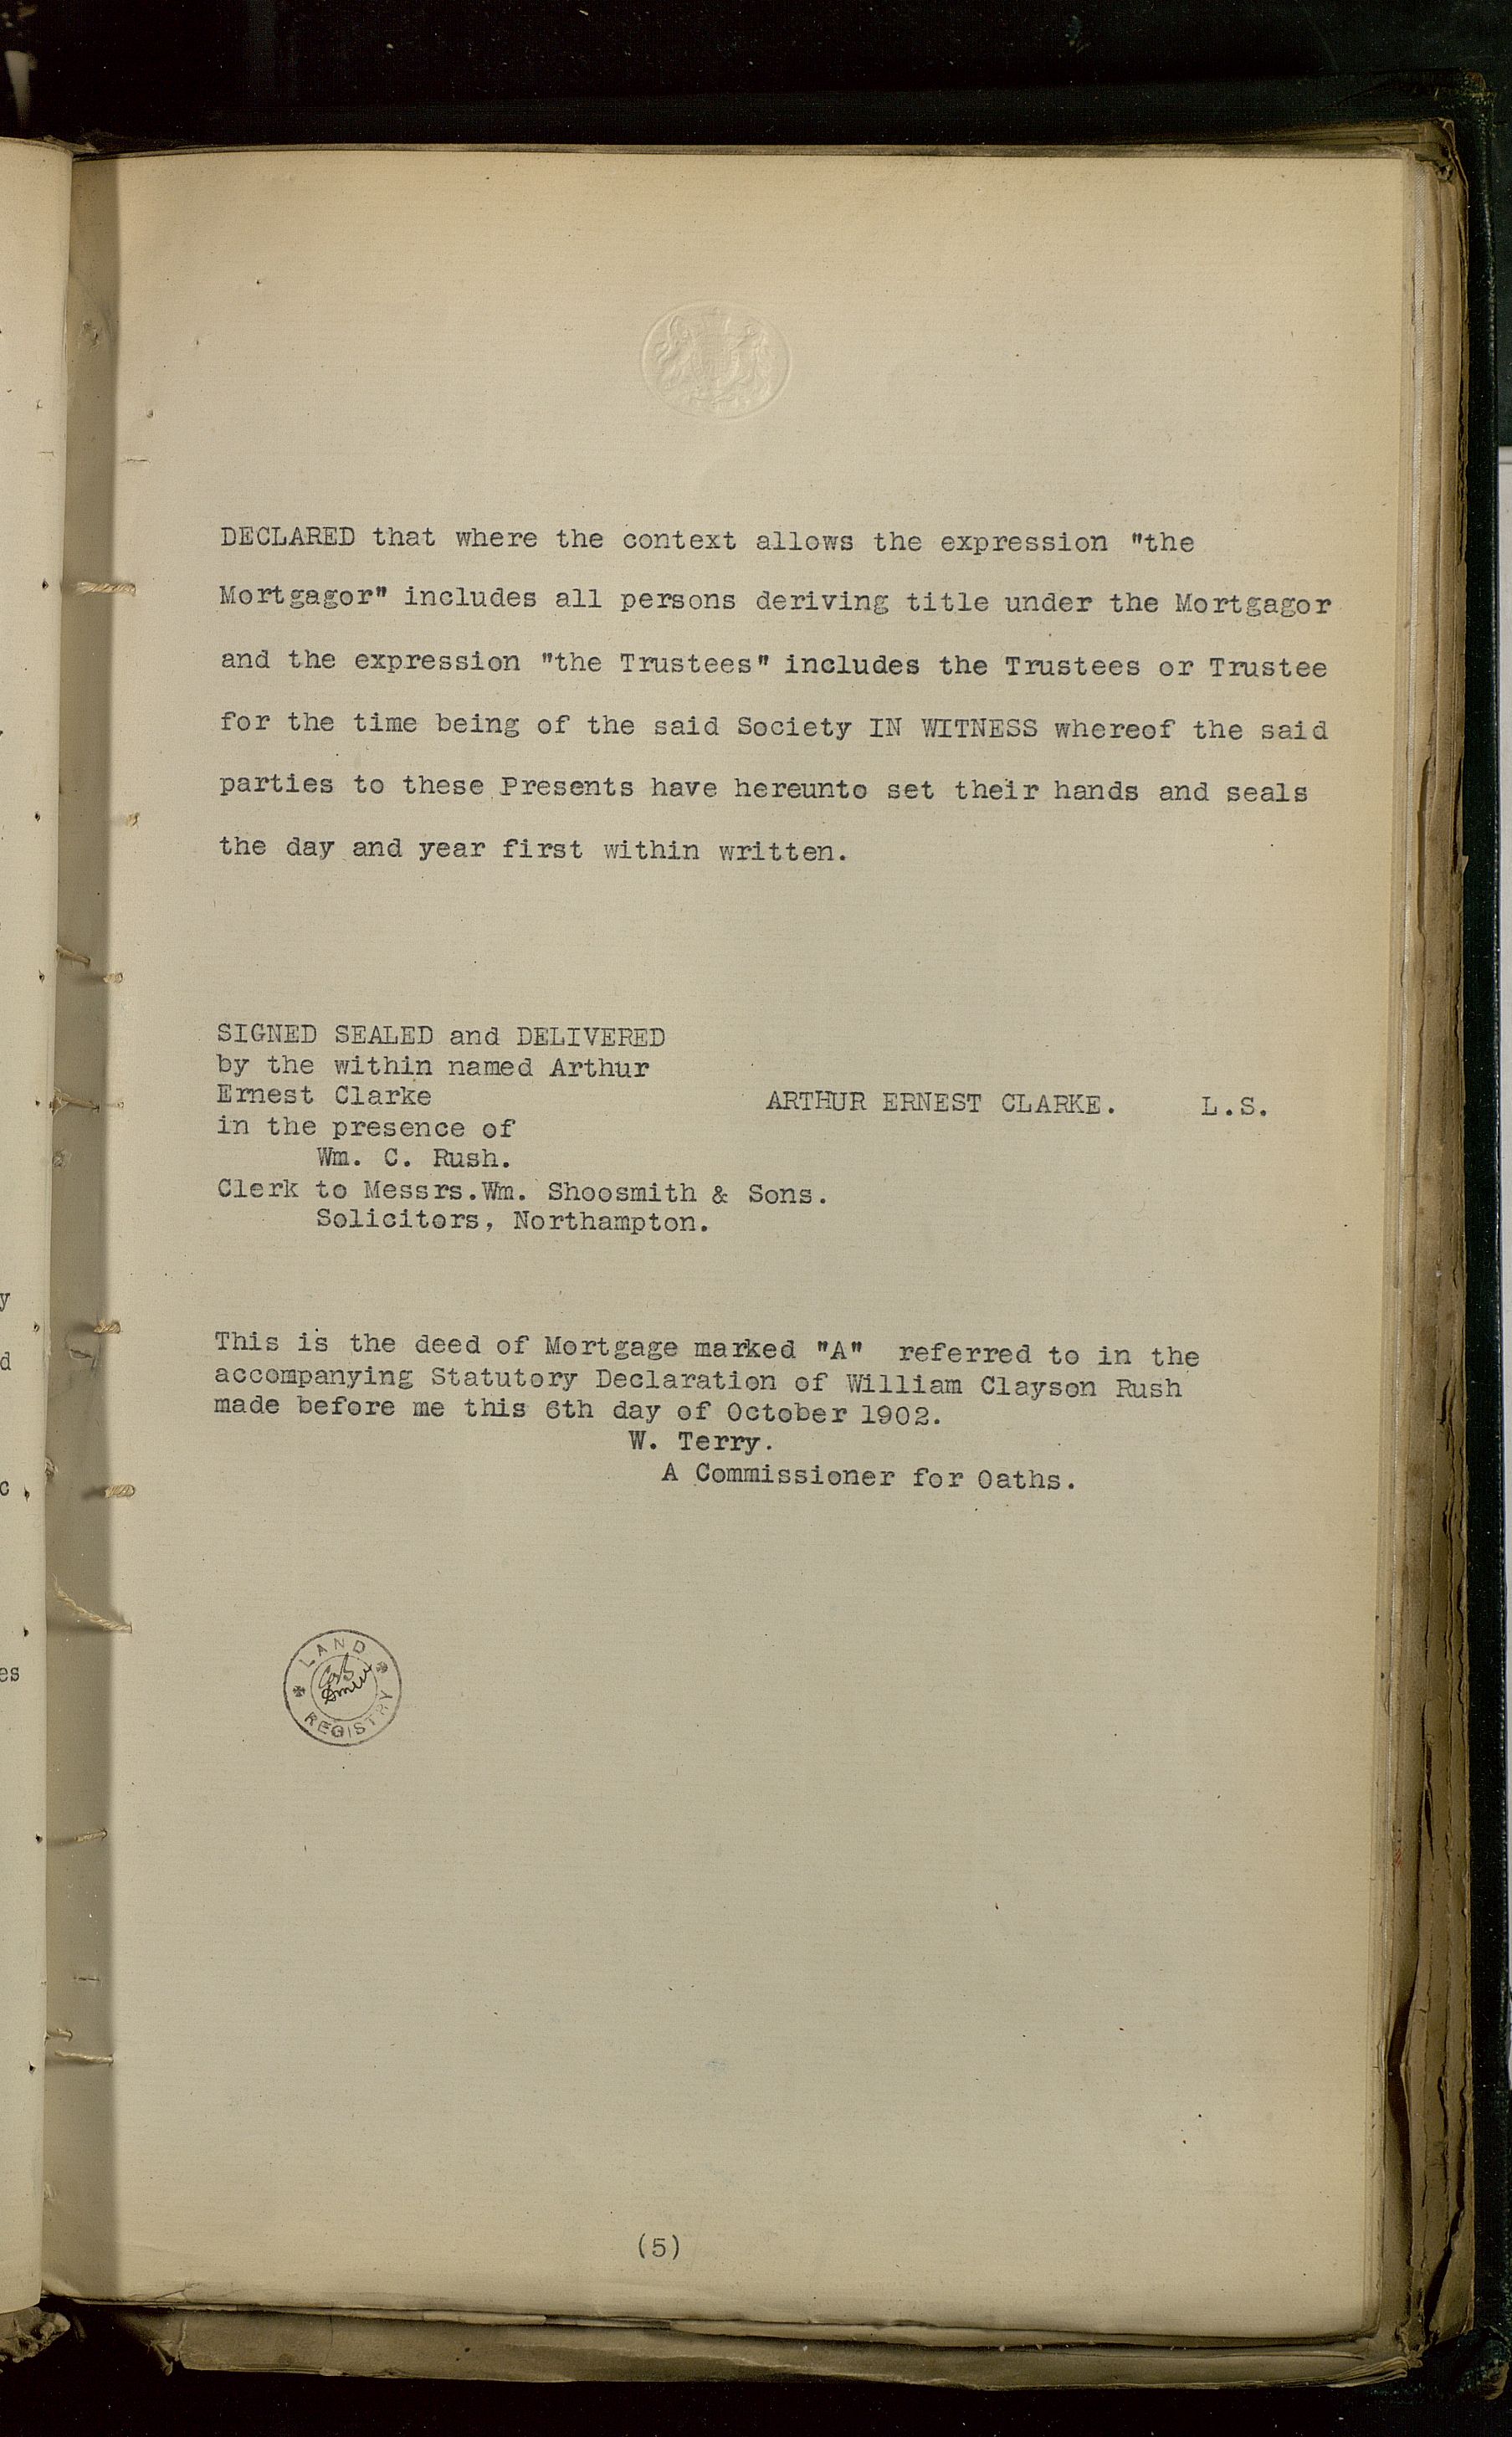 DECLARED that where the context allows the expression "the
Mortgagor" includes all persons deriving title under the Mortgagor
and the expression "the Trustees" includes the Trustees or Trustee
for the time being of the said Society IN WITNESS whereof the said
parties to these Presents have hereunto set their hands and seals
the day and year first within written.
SIGNED SEALED and DELIVERED
by the within named Arthur
Ernest Clarke
ARTHUR ERNEST CLARKE. L.S.
in the presence of
Wm. C. Rush.
Clerk to Messrs.Wm. Shoosmith & Sons.
Solicitors, Northampton.
This is the deed of Mortgage marked "A" referred to in the
accompanying Statutory Declaration of William Clayson Rush
made before me this 6th day of October 1902.
W. Terry.
A Commissioner for Oaths.
LAND
REGISTRY
(5)
y
d
c
es